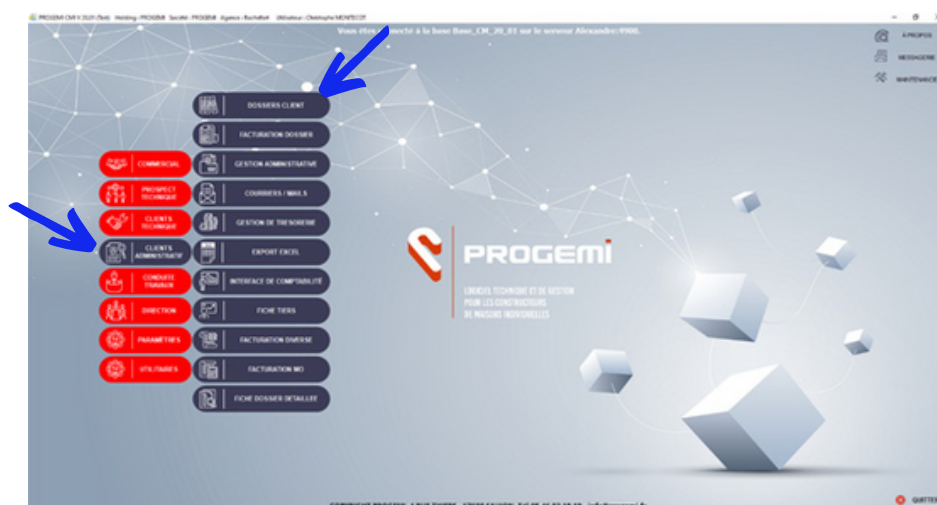 PROGEMI CMI V.2021 (Test) Holding : PROGEMI Société : PROGEMI Agence : Rochefort Utilisateur : Christophe MONTECOT
Vous êtes connecté à la base Base_CM_20_01 sur le serveur
À PROPOS
MESSAGERIE
MAINTENANCE
DOSSIERS CLIENT
FACTURATION DOSSIER
COMMERCIAL
GESTION ADMINISTRATIVE
PROSPECT
TECHNIQUE
COURRIERS / MAILS
CLIENTS
TECHNIQUE
GESTION DE TRESORERIE
CLIENTS
ADMINISTRATIF
EXPORT EXCEL
CONDUITE
TRAVAUX
INTERFACE DE COMPTABILITÉ
DIRECTION
FICHE TIERS
PARAMÈTRES
FACTURATION DIVERSE
UTILITAIRES
FACTURATION MO
FICHE DOSSIER DETAILLEE
PROGEMI
LOGICIEL TECHNIQUE ET DE GESTION
POUR LES CONSTRUCTEURS
DE MAISONS INDIVIDUELLES
QUITTER